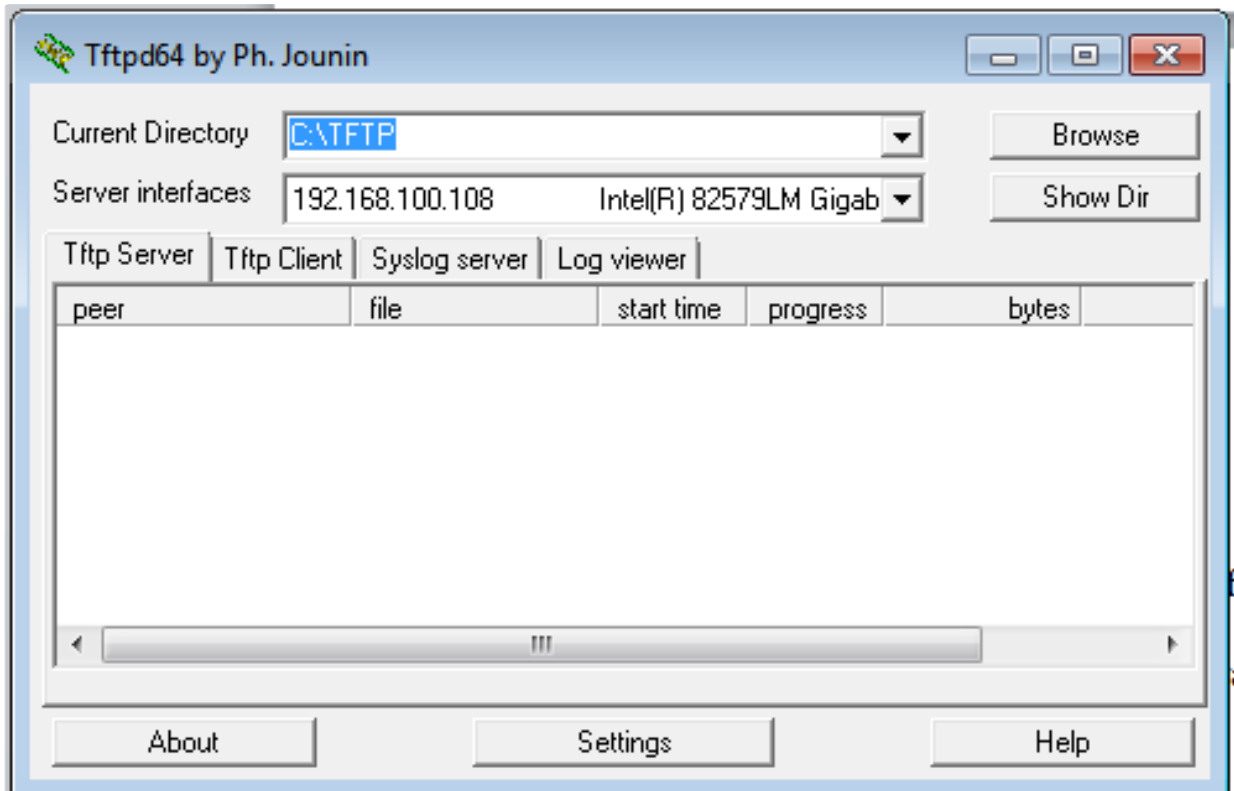 Tftpd64 by Ph. Jounin
Current Directory C:\TFTP Browse
Server interfaces 192.168.100.108 Intel(R) 82579LM Gigab Show Dir
Tftp Server Tftp Client Syslog server Log viewer
peer file start time progress bytes
About Settings Help